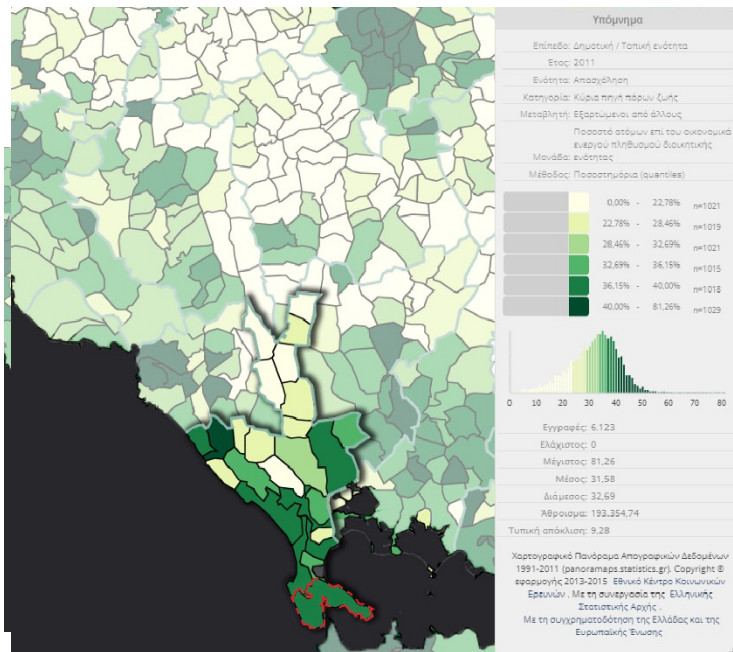 Υπόμνημα
Επίπεδο: Δημοτική / Τοπική ενότητα
Έτος: 2011
Ενότητα: Απασχόληση
Κατηγορία: Κύρια πηγή πόρων ζωής
Μεταβλητή: Εξαρτώμενοι από άλλους
Ποσοστό ατόμων επί του οικονομικά
ενεργού πληθυσμού διοικητικής
Μονάδα: ενότητας
Μέθοδος: Ποσοστημόρια (quantiles)
0,00% - 22,78% n=1021
22,78% - 28,46% n=1019
28,46% - 32,69% n=1021
32,69% - 36,15% n=1015
36,15% - 40,00% n=1018
40,00% - 81,26% n=1029
0 10 20 30 40 50 60 70 80
Εγγραφές: 6.123
Ελάχιστος: 0
Μέγιστος: 81,26
Μέσος: 31,58
Διάμεσος: 32,69
Άθροισμα: 193.354,74
Τυπική απόκλιση: 9,28
Χαρτογραφικό Πανόραμα Απογραφικών Δεδομένων
1991-2011 (panoramaps.statistics.gr). Copyright ©
εφαρμογής 2013-2015 Εθνικό Κέντρο Κοινωνικών
Ερευνών . Με τη συνεργασία της Ελληνικής
Στατιστικής Αρχής .
Με τη συγχρηματοδότηση της Ελλάδας και της
Ευρωπαϊκής Ένωσης